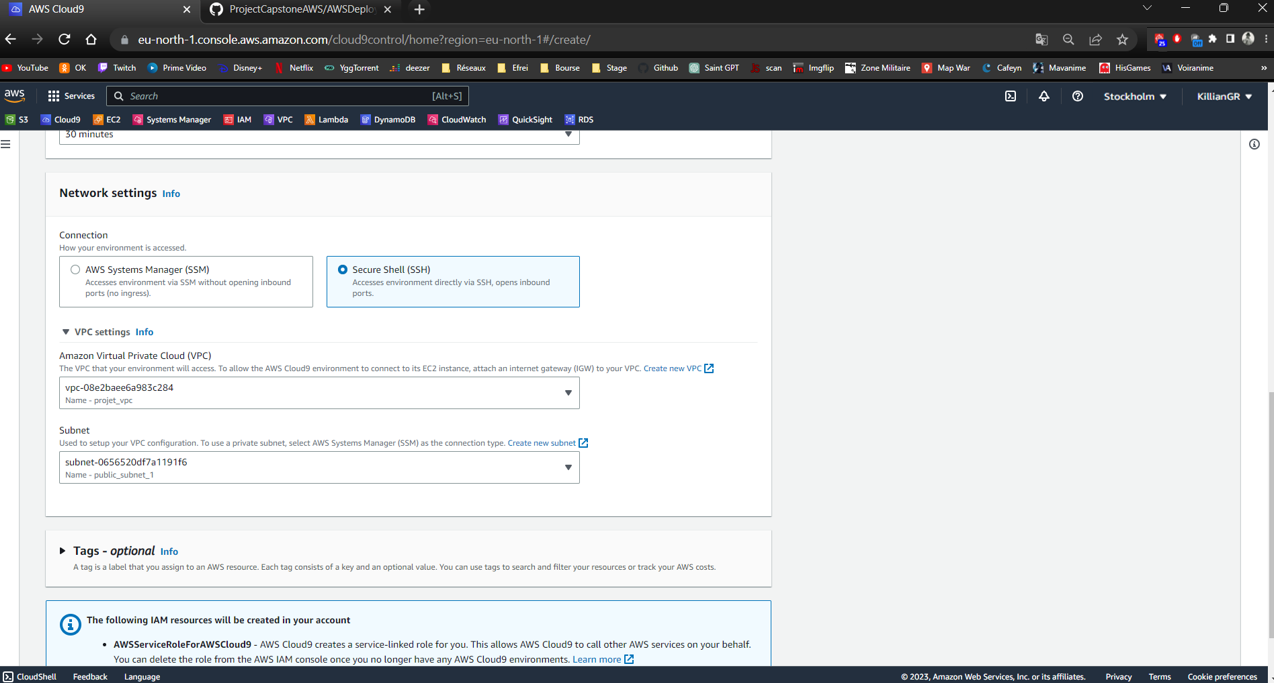 AWS Cloud9
ProjectCapstoneAWS/AWSDeplo
eu-north-1.console.aws.amazon.com/cloud9control/home?region=eu-north-1#/create/
YouTube OK Twitch Prime Video Disney+ Netflix YggTorrent deezer Réseaux Efrei Bourse Stage Github Saint GPT scan Imgflip Zone Militaire Map War Cafeyn Mavanime HisGames Voiranime »
aws Services Search [Alt+S] Stockholm KillianGR
S3 Cloud9 EC2 Systems Manager IAM VPC Lambda DynamoDB CloudWatch QuickSight RDS
30 minutes
Network settings Info
Connection
How your environment is accessed.
AWS Systems Manager (SSM)
Accesses environment via SSM without opening inbound
ports (no ingress).
Secure Shell (SSH)
Accesses environment directly via SSH, opens inbound
ports.
VPC settings Info
Amazon Virtual Private Cloud (VPC)
The VPC that your environment will access. To allow the AWS Cloud9 environment to connect to its EC2 instance, attach an internet gateway (IGW) to your VPC. Create new VPC
vpc-08e2baee6a983c284
Name - projet_vpc
Subnet
Used to setup your VPC configuration. To use a private subnet, select AWS Systems Manager (SSM) as the connection type. Create new subnet
subnet-0656520df7a1191f6
Name - public_subnet_1
Tags - optional Info
A tag is a label that you assign to an AWS resource. Each tag consists of a key and an optional value. You can use tags to search and filter your resources or track your AWS costs.
The following IAM resources will be created in your account
• AWSServiceRoleForAWSCloud9 - AWS Cloud9 creates a service-linked role for you. This allows AWS Cloud9 to call other AWS services on your behalf.
You can delete the role from the AWS IAM console once you no longer have any AWS Cloud9 environments. Learn more
CloudShell Feedback Language © 2023, Amazon Web Services, Inc. or its affiliates. Privacy Terms Cookie preferences